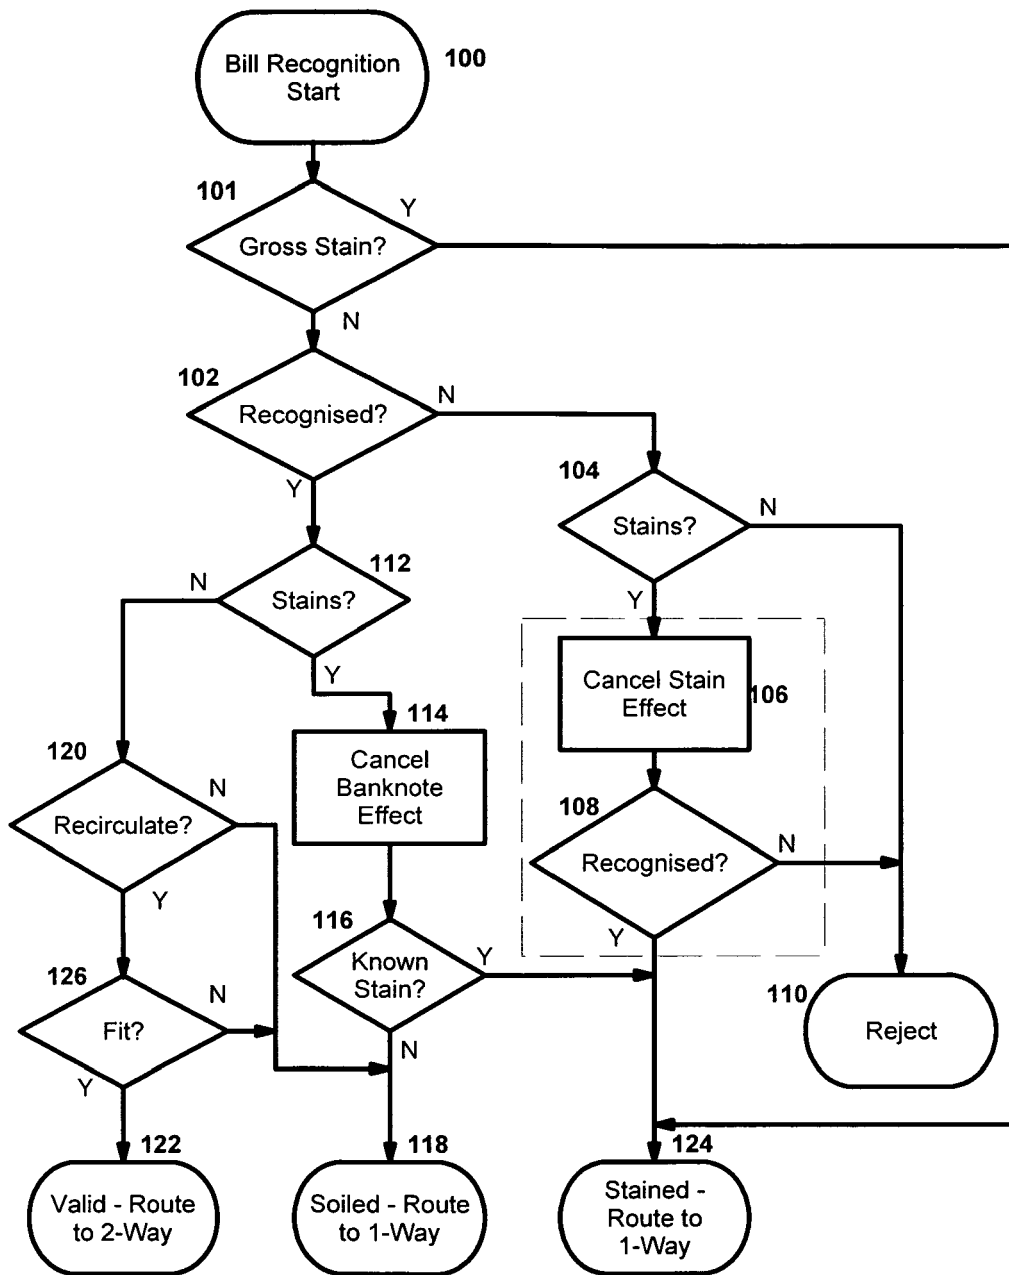 Bill Recognition
Start
100
101
Y
Gross Stain?
N
102
N
Recognised?
Y
104
N
Stains?
Y
112
N
Stains?
Y
Cancel Stain
Effect
106
114
Cancel
Banknote
Effect
120
N
Recirculate?
Y
108
N
Recognised?
Y
116
Y
Known
Stain?
N
126
N
Fit?
Y
110
Reject
122
Valid - Route
to 2-Way
118
Soiled - Route
to 1-Way
124
Stained -
Route to
1-Way